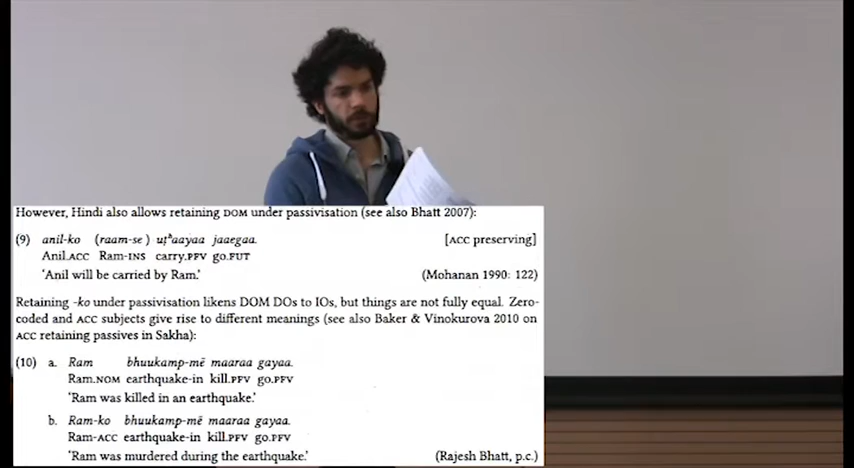 However, Hindi also allows retaining DOM under passivisation (see also Bhatt 2007):
(9) anil-ko (raam-se ) uṭʰaayaa jaaegaa. [ACC preserving]
Anil.ACC Ram-INS carry.PFV go.FUT
'Anil will be carried by Ram.' (Mohanan 1990: 122)
Retaining -ko under passivisation likens DOM DOs to IOs, but things are not fully equal. Zero-
coded and ACC subjects give rise to different meanings (see also Baker & Vinokurova 2010 on
ACC retaining passives in Sakha):
(10) a. Ram bhuukamp-mē maaraa gayaa.
Ram.NOM earthquake-in kill.PFV go.PFV
'Ram was killed in an earthquake.'
b. Ram-ko bhuukamp-mē maaraa gayaa.
Ram-ACC earthquake-in kill.PFV go.PFV
'Ram was murdered during the earthquake.' (Rajesh Bhatt, p.c.)